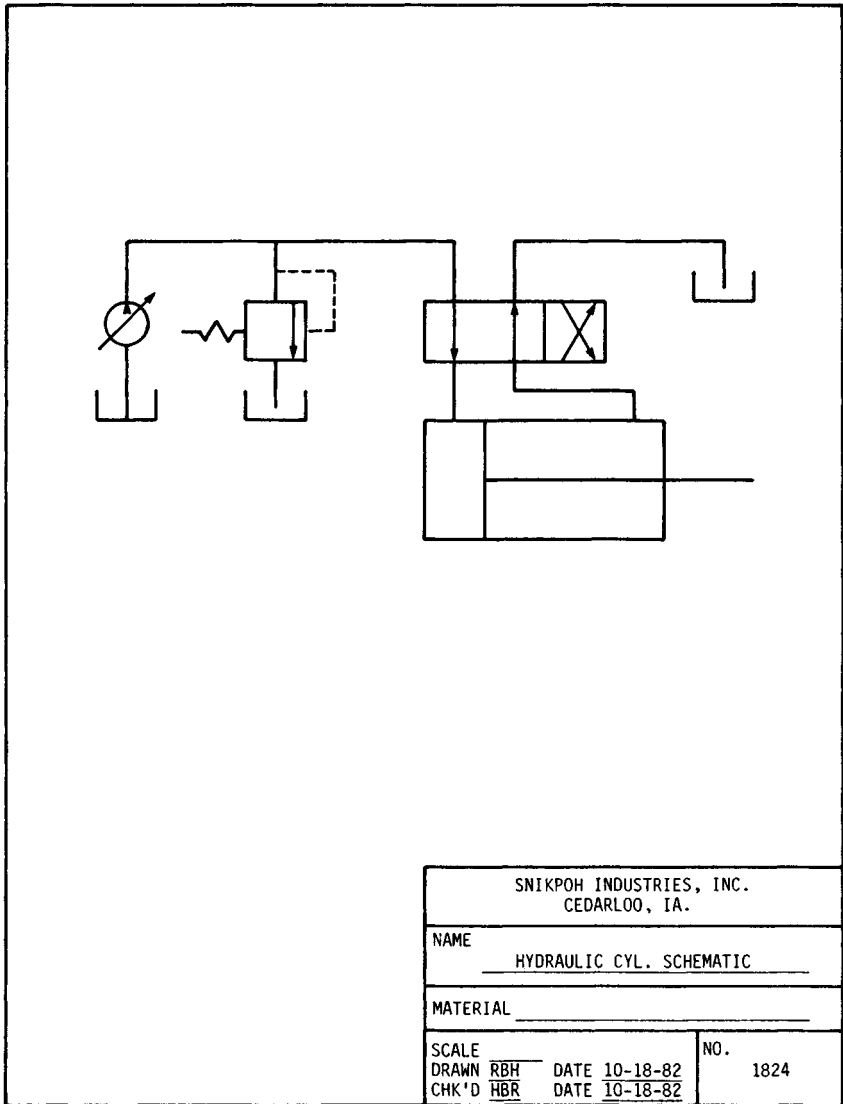 SNIKPOH INDUSTRIES, INC.
CEDARLOO, IA.
NAME
HYDRAULIC CYL. SCHEMATIC
MATERIAL
SCALE
DRAWN RBH DATE 10-18-82
CHK'D HBR DATE 10-18-82
NO.
1824